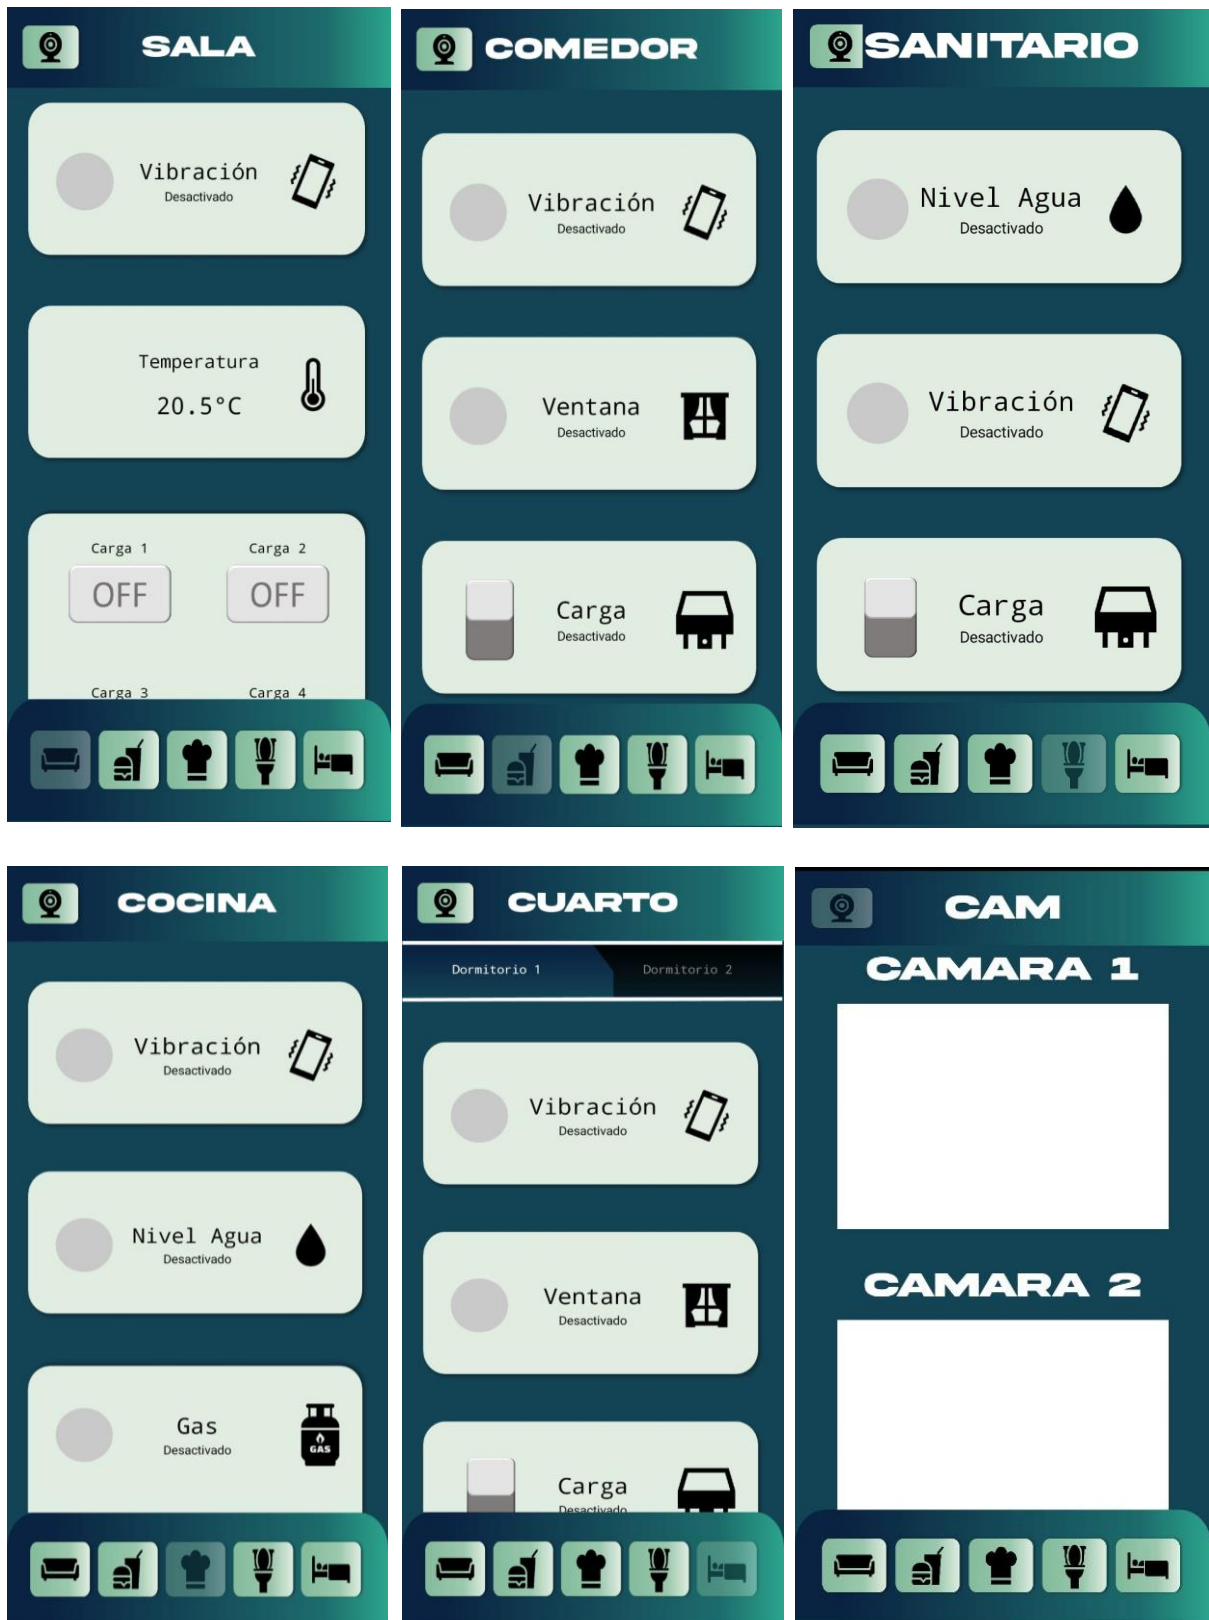 SALA
Vibración
Desactivado
Temperatura
20.5°C
Carga 1
Carga 2
OFF
OFF
Carga 3
Carga 4
COMEDOR
Vibración
Desactivado
Ventana
Desactivado
Carga
Desactivado
SANITARIO
Nivel Agua
Desactivado
Vibración
Desactivado
Carga
Desactivado
COCINA
Vibración
Desactivado
Nivel Agua
Desactivado
Gas
Desactivado
GAS
CUARTO
Dormitorio 1
Dormitorio 2
Vibración
Desactivado
Ventana
Desactivado
Carga
Desactivado
CAM
CAMARA 1
CAMARA 2